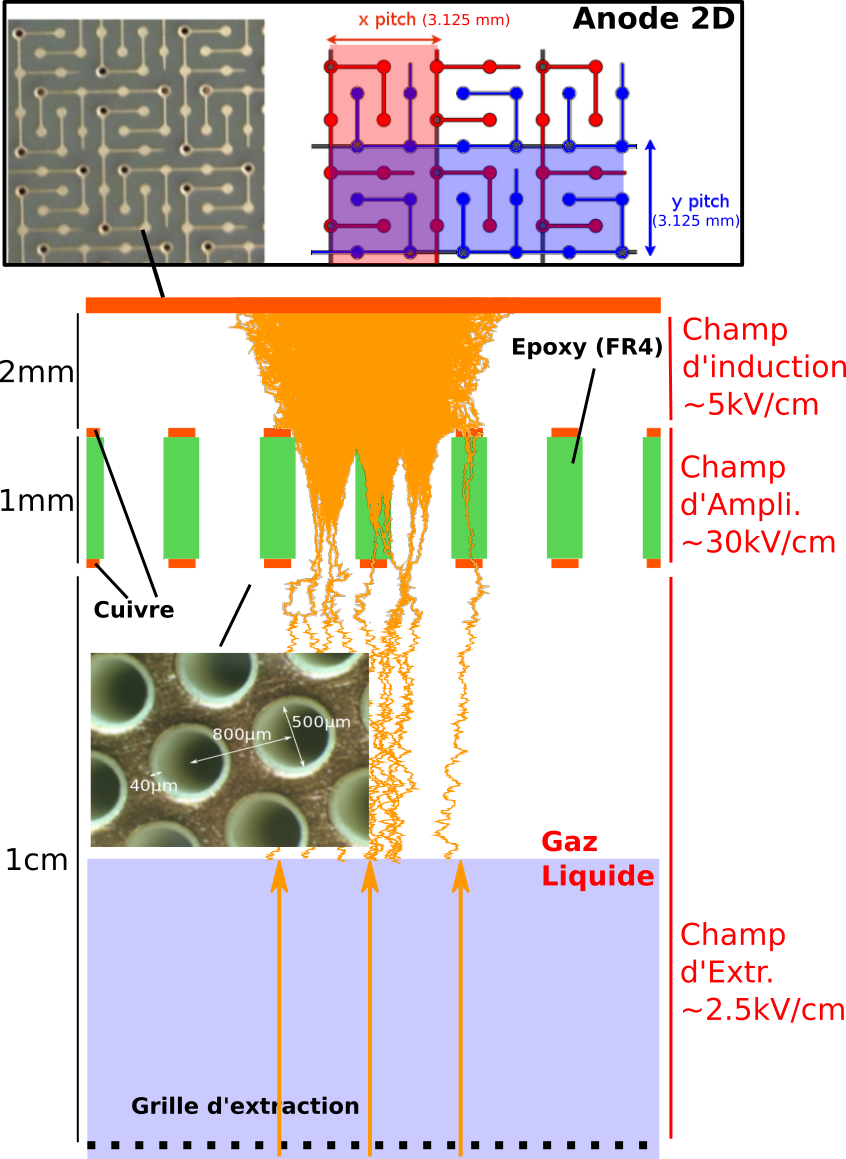 x pitch (3.125 mm)
Anode 2D
y pitch
(3.125 mm)
2mm
Epoxy (FR4)
Champ
d'induction
~5kV/cm
1mm
Champ
d'Ampli.
~30kV/cm
Cuivre
800µm
500µm
40µm
1cm
Gaz
Liquide
Champ
d'Extr.
~2.5kV/cm
Grille d'extraction